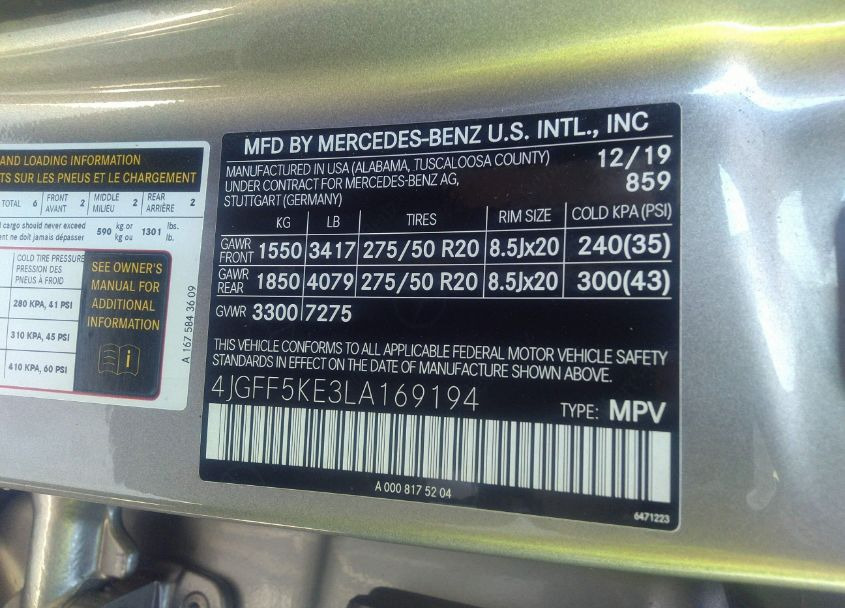 AND LOADING INFORMATION
TS SUR LES PNEUS ET LE CHARGEMENT
TOTAL 6 FRONT AVANT 2 MIDDLE MILIEU 2 REAR ARRIÈRE 2
d cargo should never exceed 590 kg or 1301 lbs.
ent ne doit jamais dépasser kg ou lb.
COLD TIRE PRESSURE
PRESSION DES
PNEUS À FROID
280 KPA, 41 PSI
310 KPA, 45 PSI
410 KPA, 60 PSI
SEE OWNER'S
MANUAL FOR
ADDITIONAL
INFORMATION
i
A 167 584 36 09
MFD BY MERCEDES-BENZ U.S. INTL., INC
MANUFACTURED IN USA (ALABAMA, TUSCALOOSA COUNTY) 12/19
UNDER CONTRACT FOR MERCEDES-BENZ AG, 859
STUTTGART (GERMANY)
KG LB TIRES RIM SIZE COLD KPA (PSI)
GAWR FRONT 1550 3417 275/50 R20 8.5Jx20 240(35)
GAWR REAR 1850 4079 275/50 R20 8.5Jx20 300(43)
GVWR 3300 7275
THIS VEHICLE CONFORMS TO ALL APPLICABLE FEDERAL MOTOR VEHICLE SAFETY
STANDARDS IN EFFECT ON THE DATE OF MANUFACTURE SHOWN ABOVE.
4JGFF5KE3LA169194
TYPE: MPV
A 000 817 52 04
6471223